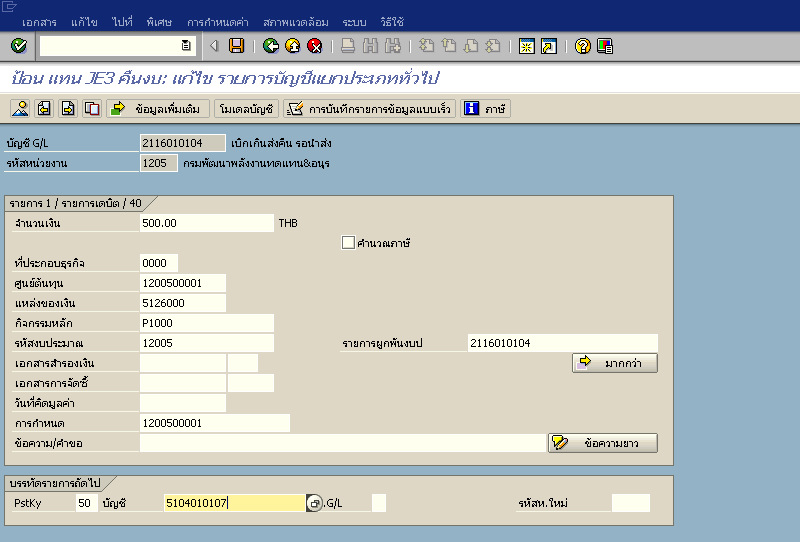 เอกสาร แก้ไข ไปที่ พิเศษ การกำหนดค่า สภาพแวดล้อม ระบบ วิธีใช้
ป้อน แทน JE3 คืนงบ: แก้ไข รายการบัญชีแยกประเภททั่วไป
ข้อมูลเพิ่มเติม โมเดลบัญชี การบันทึกรายการข้อมูลแบบเร็ว ภาษี
บัญชี G/L 2116010104 เบิกเกินส่งคืน รอนำส่ง
รหัสหน่วยงาน 1205 กรมพัฒนาพลังงานทดแทน&อนุร
รายการ 1 / รายการเดบิต / 40
จำนวนเงิน 500.00 THB
คำนวณภาษี
ที่ประกอบธุรกิจ 0000
ศูนย์ต้นทุน 1200500001
แหล่งของเงิน 5126000
กิจกรรมหลัก P1000
รหัสงบประมาณ 12005 รายการผูกพันงบป 2116010104
เอกสารสำรองเงิน มากกว่า
เอกสารการจัดซื้
วันที่คิดมูลค่า
การกำหนด 1200500001
ข้อความ/คำขอ ข้อความยาว
บรรทัดรายการถัดไป
PstKy 50 บัญชี 5104010107 .G/L รหัสห.ใหม่